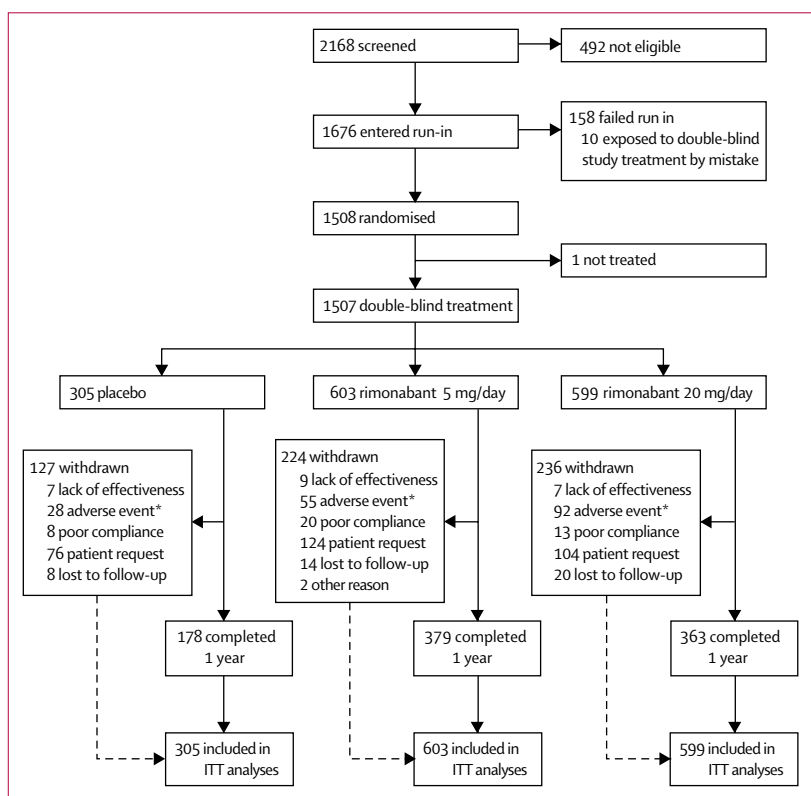 2168 screened
492 not eligible
1676 entered run-in
158 failed run in
10 exposed to double-blind
study treatment by mistake
1508 randomised
1 not treated
1507 double-blind treatment
305 placebo
603 rimonabant 5 mg/day
599 rimonabant 20 mg/day
127 withdrawn
7 lack of effectiveness
28 adverse event*
8 poor compliance
76 patient request
8 lost to follow-up
224 withdrawn
9 lack of effectiveness
55 adverse event*
20 poor compliance
124 patient request
14 lost to follow-up
2 other reason
236 withdrawn
7 lack of effectiveness
92 adverse event*
13 poor compliance
104 patient request
20 lost to follow-up
178 completed
1 year
379 completed
1 year
363 completed
1 year
305 included in
ITT analyses
603 included in
ITT analyses
599 included in
ITT analyses